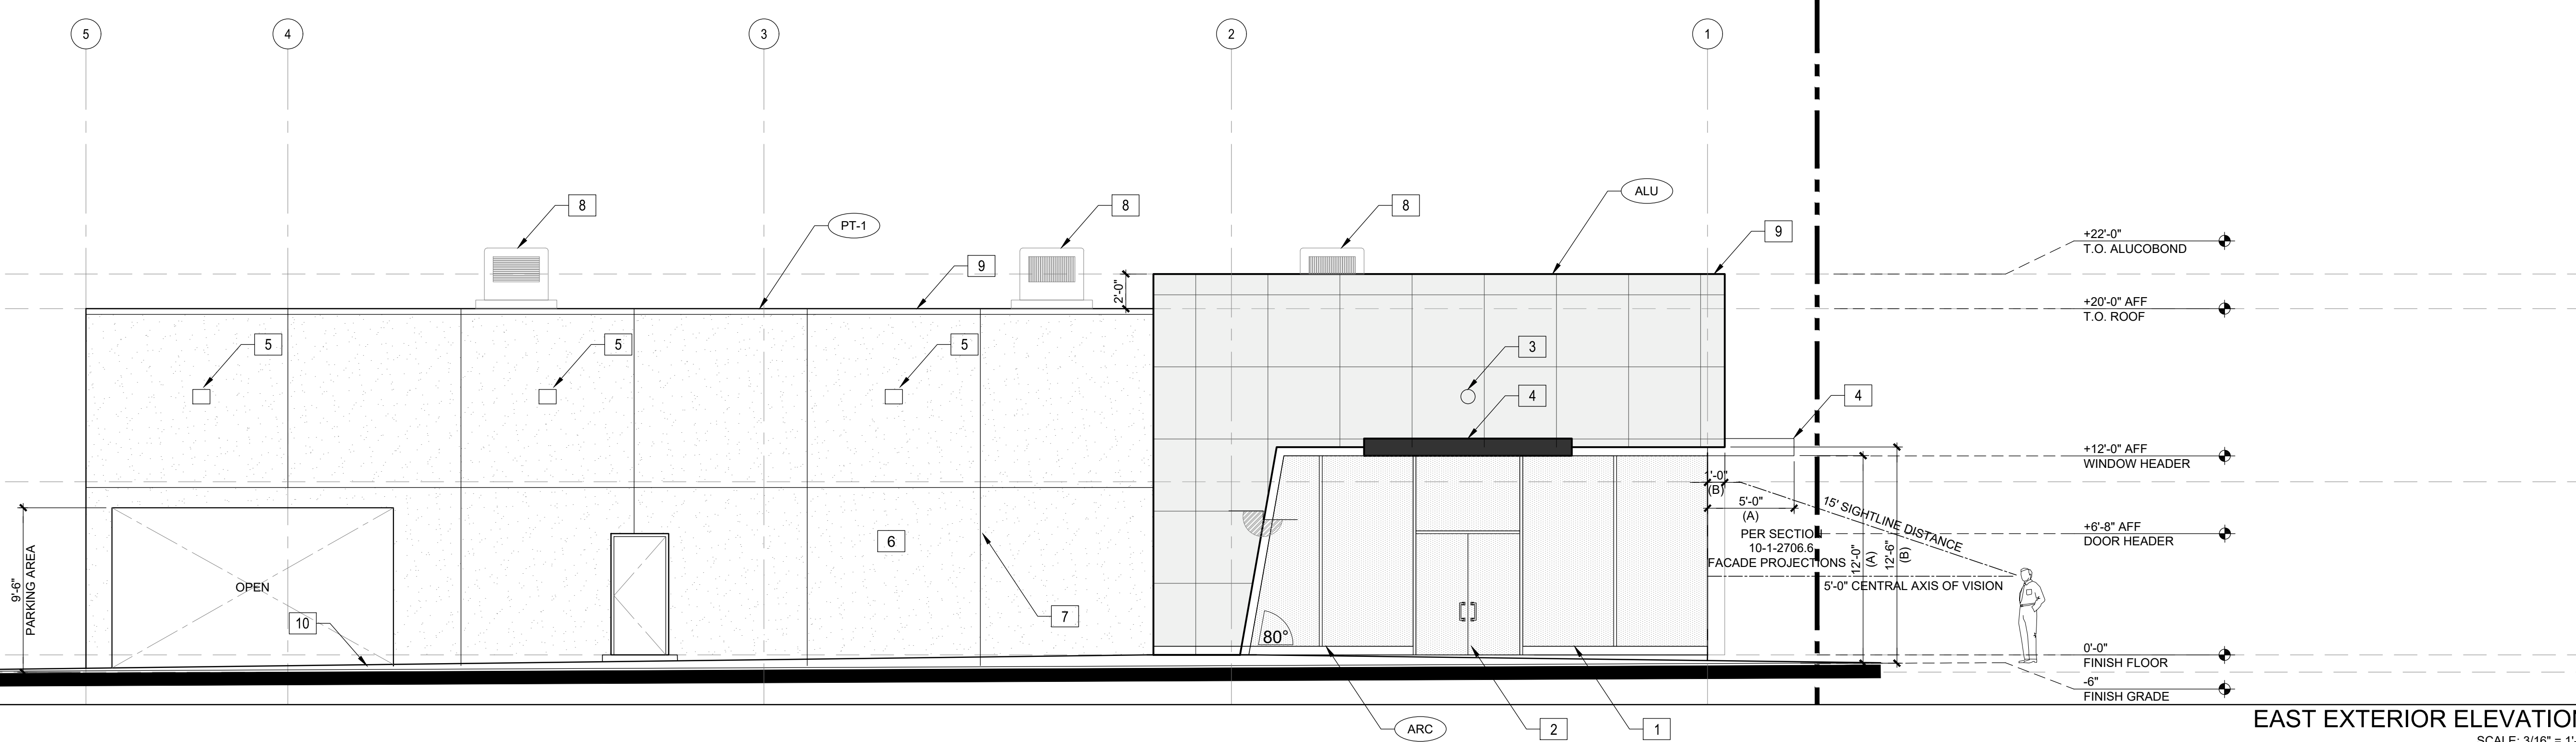 5
4
3
2
1
8
8
8
ALU
PT-1
9
9
+22'-0"
T.O. ALUCOBOND
2'-0"
+20'-0" AFF
T.O. ROOF
5
5
5
3
4
4
+12'-0" AFF
WINDOW HEADER
1'-0"
(B)
5'-0"
(A)
15' SIGHTLINE DISTANCE
PER SECTION
10-1-2706.6
FACADE PROJECTIONS
12'-0"
(A)
12'-6"
(B)
+6'-8" AFF
DOOR HEADER
6
9'-6"
PARKING AREA
OPEN
5'-0" CENTRAL AXIS OF VISION
10
7
80°
0'-0"
FINISH FLOOR
-6"
FINISH GRADE
ARC
2
1
EAST EXTERIOR ELEVATION
SCALE: 3/16" = 1'-